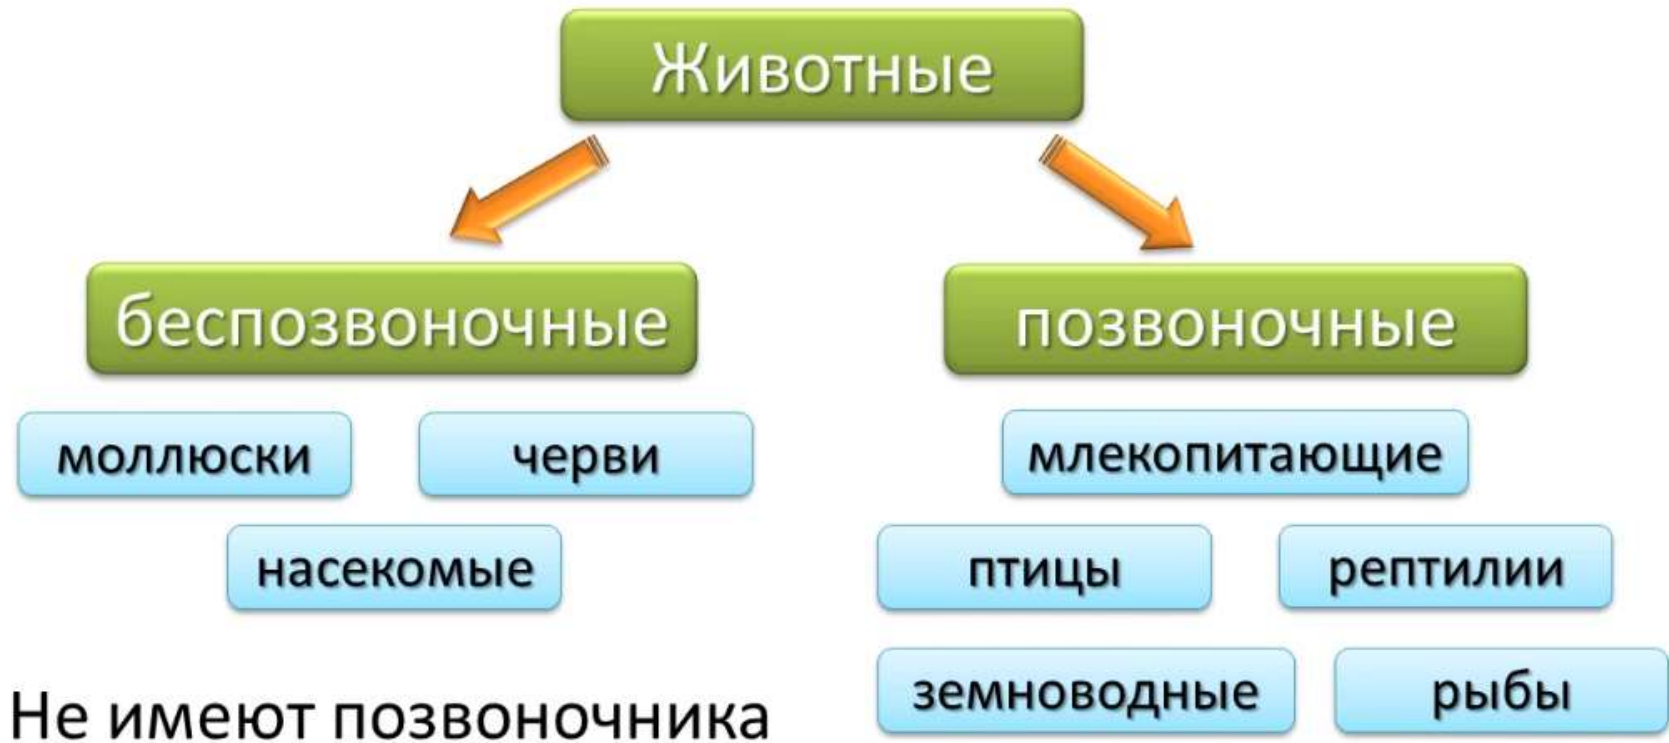 Животные
беспозвоночные
позвоночные
моллюски
черви
млекопитающие
насекомые
птицы
рептилии
земноводные
рыбы
Не имеют позвоночника